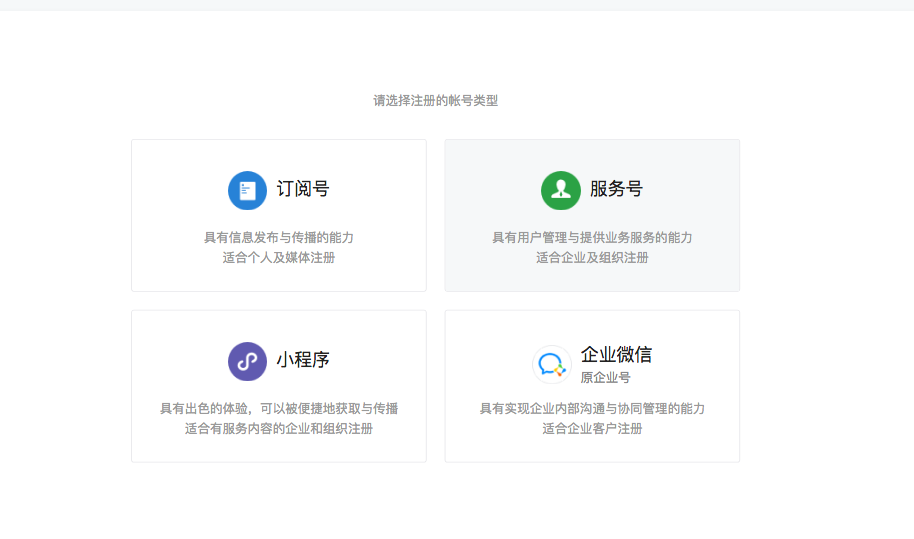 请选择注册的帐号类型
订阅号
具有信息发布与传播的能力
适合个人及媒体注册
服务号
具有用户管理与提供业务服务的能力
适合企业及组织注册
小程序
具有出色的体验，可以被便捷地获取与传播
适合有服务内容的企业和组织注册
企业微信
原企业号
具有实现企业内部沟通与协同管理的能力
适合企业客户注册